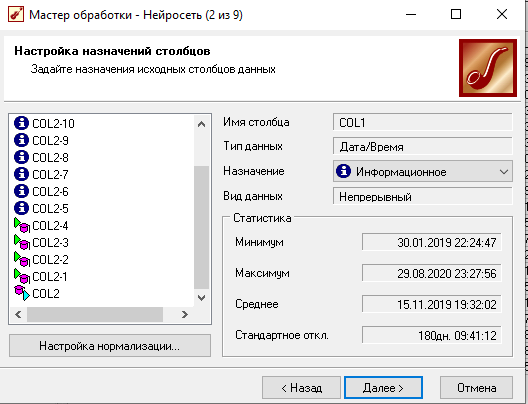 Мастер обработки - Нейросеть (2 из 9)
Настройка назначений столбцов
Задайте назначения исходных столбцов данных
COL2-10
COL2-9
COL2-8
COL2-7
COL2-6
COL2-5
COL2-4
COL2-3
COL2-2
COL2-1
COL2
Настройка нормализации...
Имя столбца COL1
Тип данных Дата/Время
Назначение Информационное
Вид данных Непрерывный
Статистика
Минимум 30.01.2019 22:24:47
Максимум 29.08.2020 23:27:56
Среднее 15.11.2019 19:32:02
Стандартное откл. 180дн. 09:41:12
< Назад Далее > Отмена